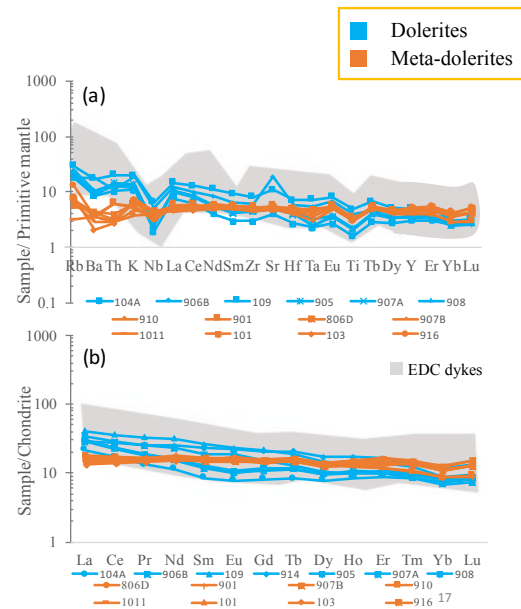 Dolerites
Meta-dolerites
(a)
Sample/ Primitive mantle
1000
100
10
1
0.1
Rb Ba Th K Nb La Ce Nd Sm Zr Sr Hf Ta Eu Ti Tb Dy Y Er Yb Lu
104A 906B 109 905 907A 908
910 901 806D 907B
1011 101 103 916
(b)
EDC dykes
Sample/Chondrite
1000
100
10
1
La Ce Pr Nd Sm Eu Gd Tb Dy Ho Er Tm Yb Lu
104A 906B 109 914 905 907A 908
806D 901 907B 910
1011 101 103 916
17